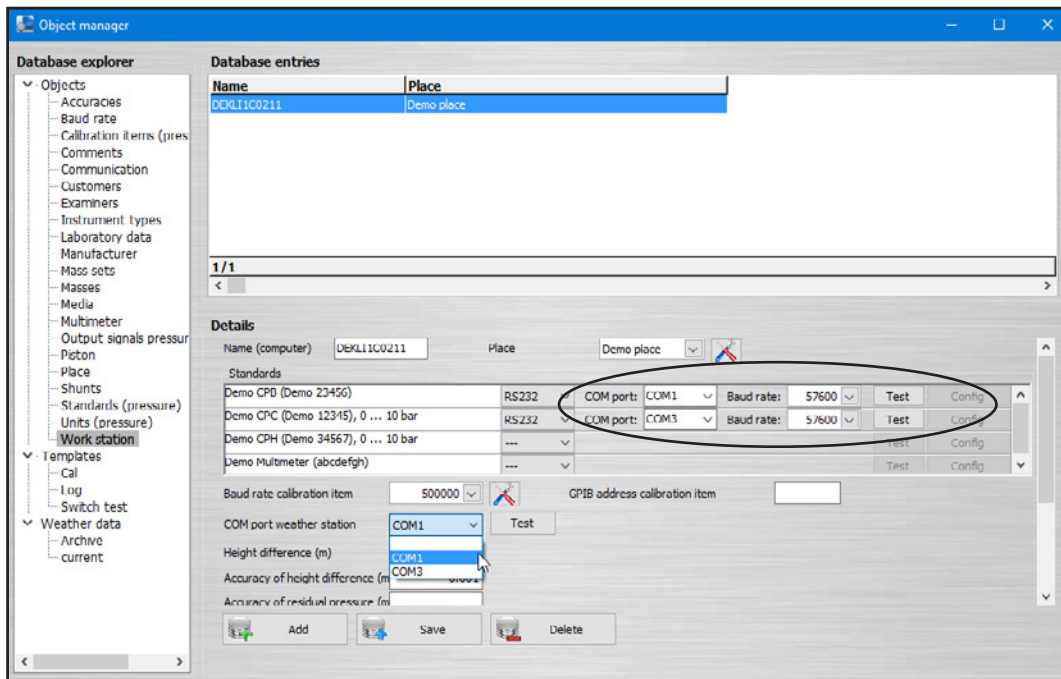 Object manager
Database explorer
Objects
Accuracies
Baud rate
Calibration items (pres
Comments
Communication
Customers
Examiners
Instrument types
Laboratory data
Manufacturer
Mass sets
Masses
Media
Multimeter
Output signals pressur
Piston
Place
Shunts
Standards (pressure)
Units (pressure)
Work station
Templates
Cal
Log
Switch test
Weather data
Archive
current
Database entries
Name Place
DEKLI1C0211 Demo place
1/1
Details
Name (computer) DEKLI1C0211 Place Demo place
Standards
Demo CPB (Demo 23456) RS232 COM port: COM1 Baud rate: 57600 Test Config
Demo CPC (Demo 12345), 0 ... 10 bar RS232 COM port: COM3 Baud rate: 57600 Test Config
Demo CPH (Demo 34567), 0 ... 10 bar --- Test Config
Demo Multimeter (abcdefgh) --- Test Config
Baud rate calibration item 500000 GPIB address calibration item
COM port weather station COM1 Test
COM1
COM3
Height difference (m)
Accuracy of height difference (m 0.001
Accuracy of residual pressure (m
Add Save Delete